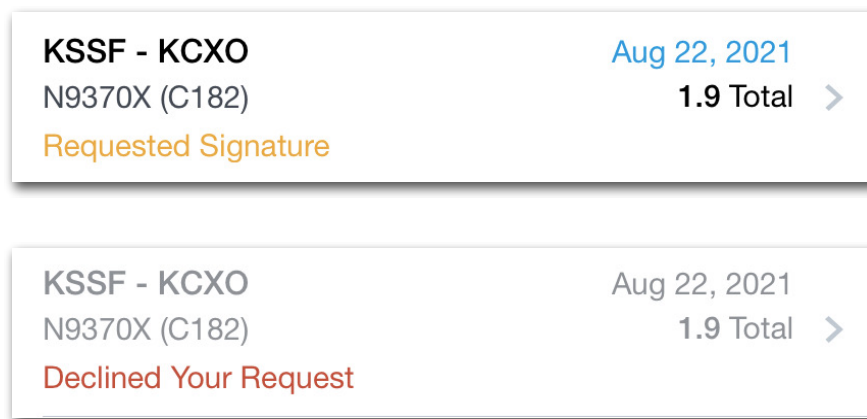 KSSF - KCXO
Aug 22, 2021
N9370X (C182)
1.9 Total
Requested Signature
KSSF - KCXO
Aug 22, 2021
N9370X (C182)
1.9 Total
Declined Your Request